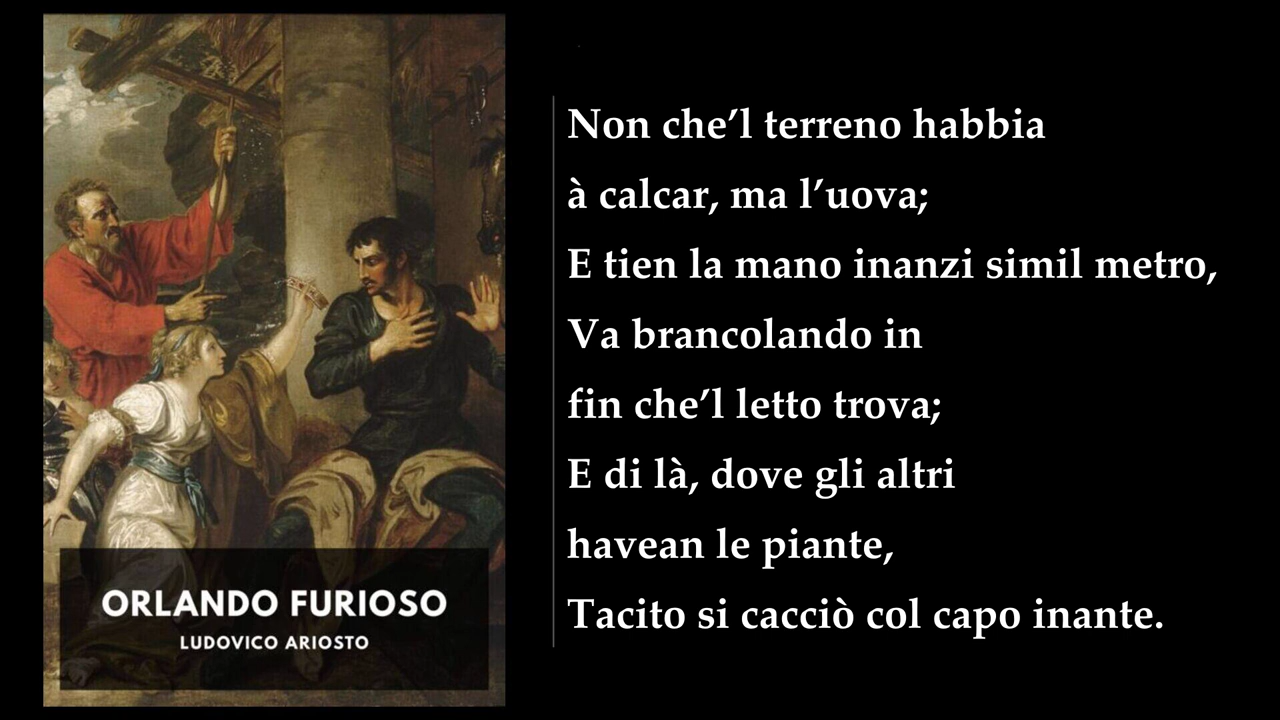 ORLANDO FURIOSO
LUDOVICO ARIOSTO
Non che’l terreno habbia
à calcar, ma l’uova;
E tien la mano inanzi simil metro,
Va brancolando in
fin che’l letto trova;
E di là, dove gli altri
havean le piante,
Tacito si cacciò col capo inante.